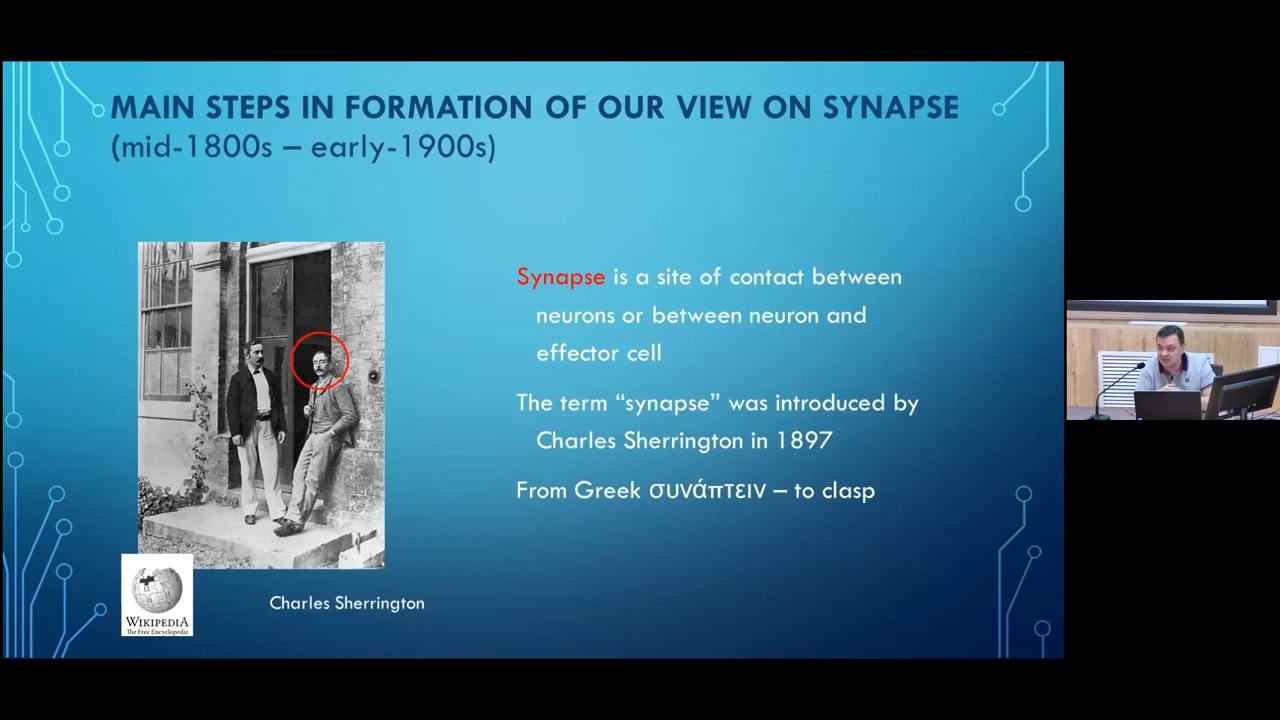 MAIN STEPS IN FORMATION OF OUR VIEW ON SYNAPSE
(mid-1800s – early-1900s)
Synapse is a site of contact between
neurons or between neuron and
effector cell
The term “synapse” was introduced by
Charles Sherrington in 1897
From Greek συνάπτειν – to clasp
WIKIPEDIA
The Free Encyclopedia
Charles Sherrington